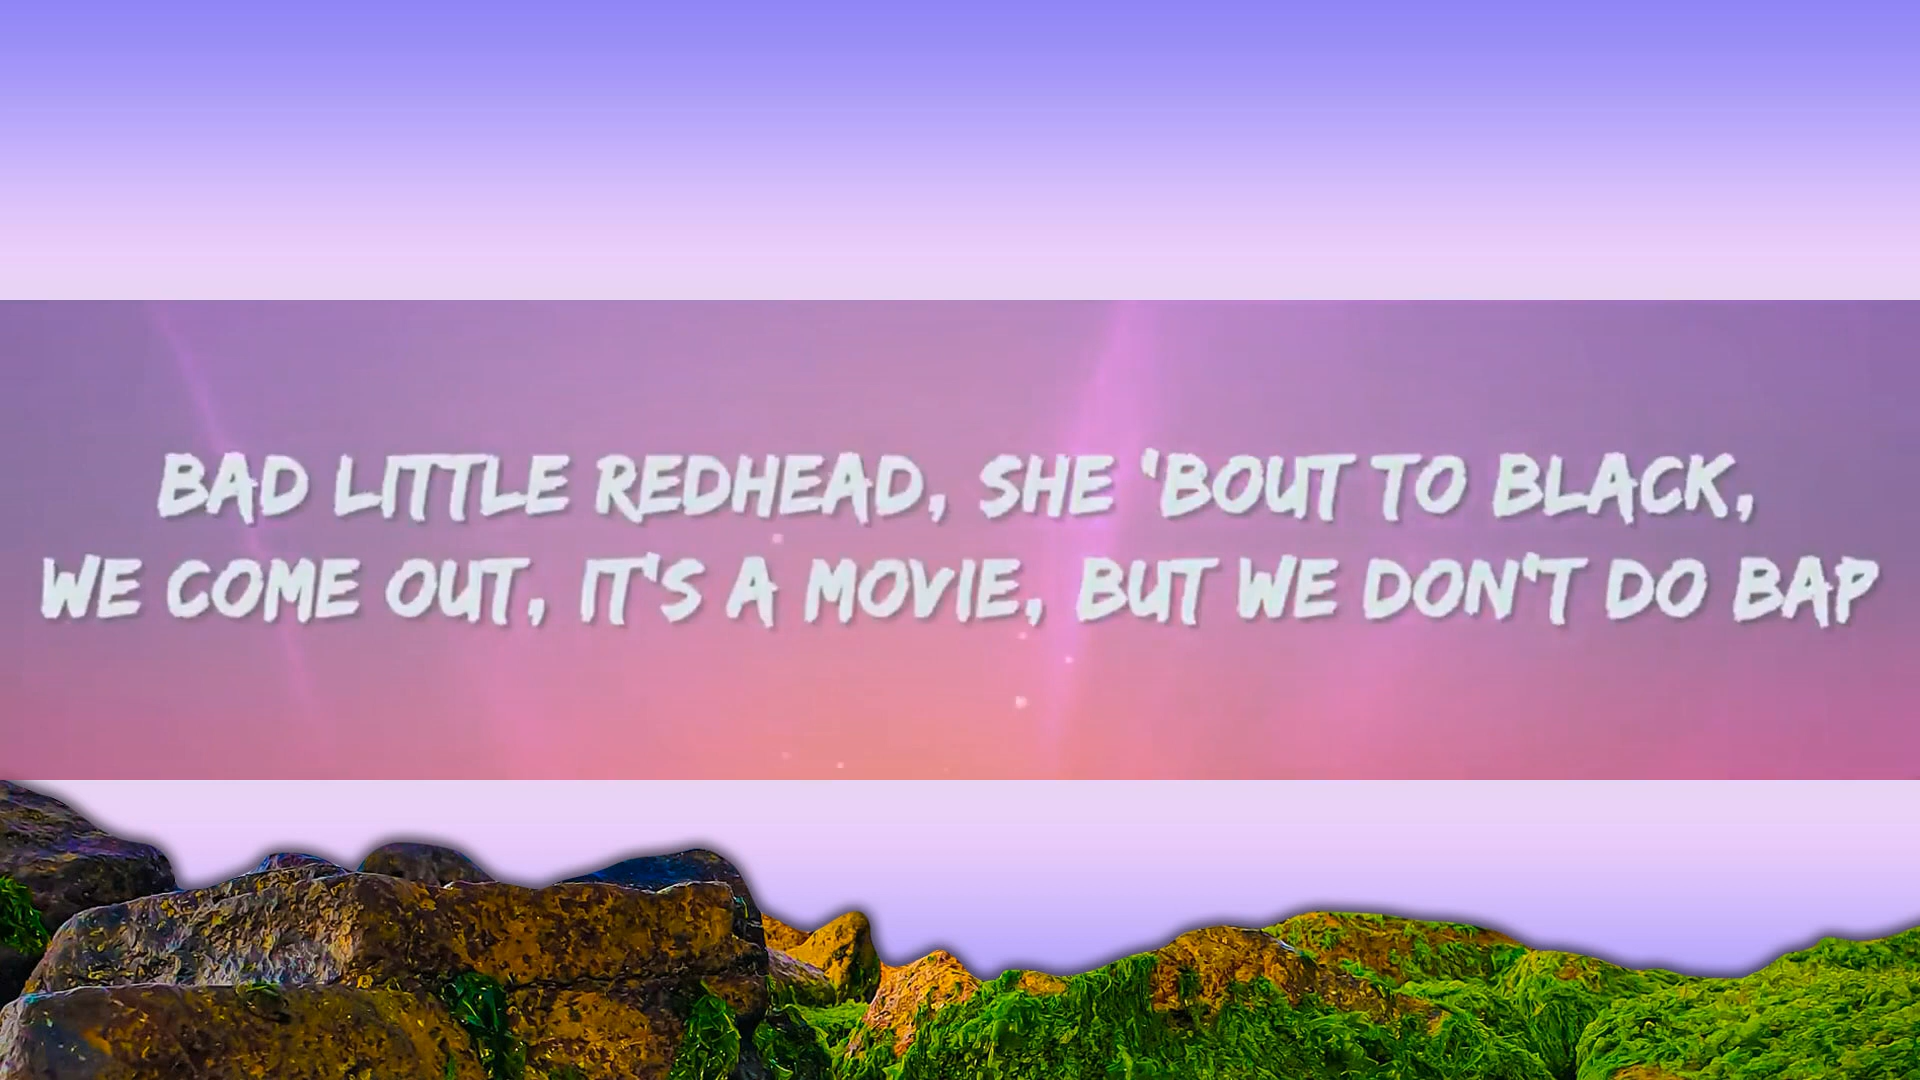 BAD LITTLE REDHEAD, SHE 'BOUT TO BLACK,
WE COME OUT, IT'S A MOVIE, BUT WE DON'T DO BAP